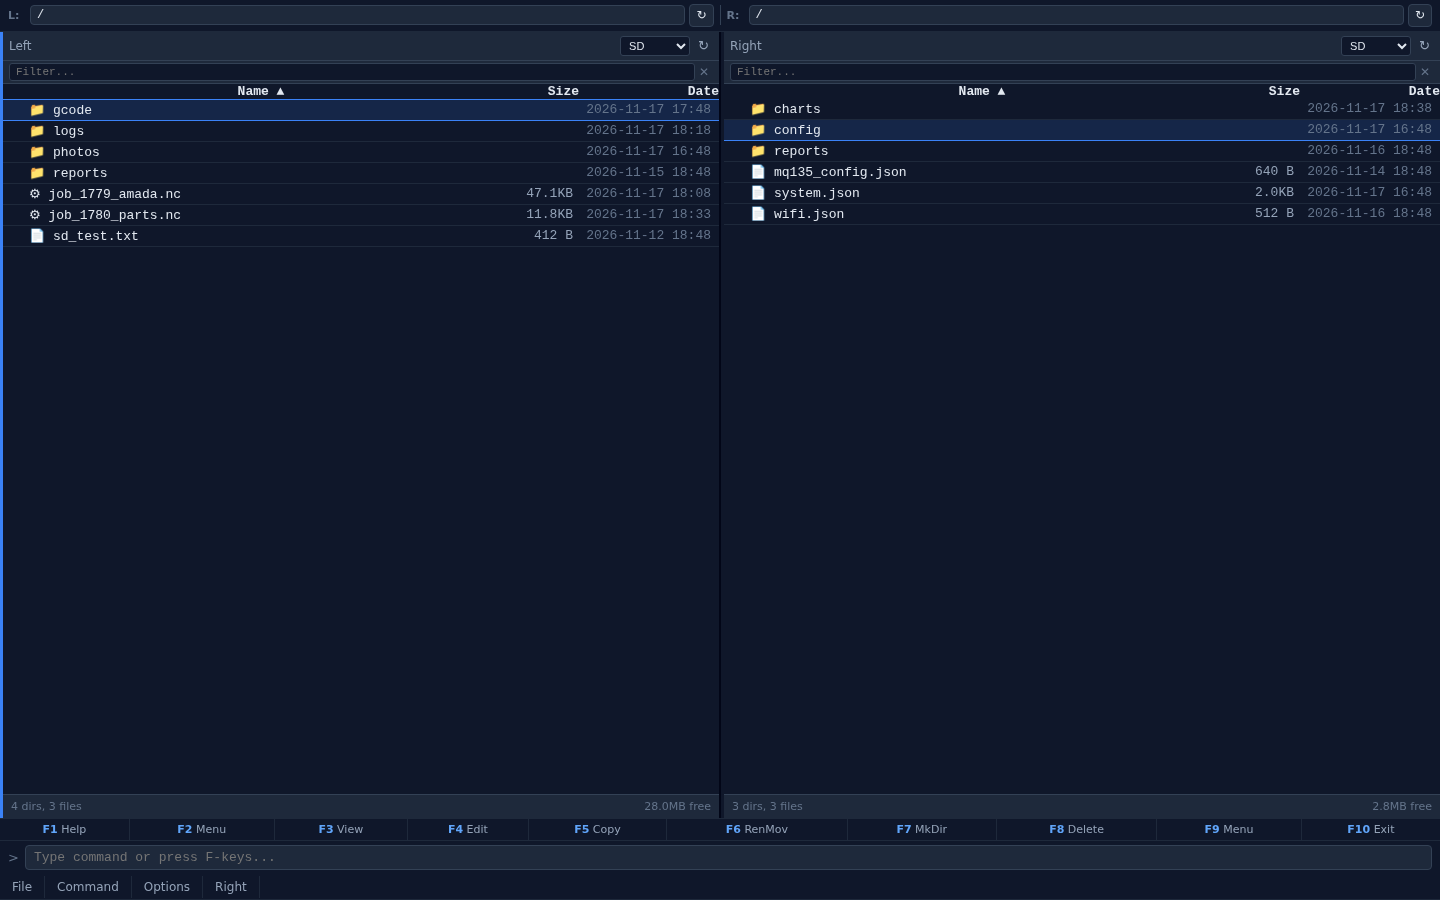 L: / ↻ R: / ↻
Left SD ↻
Filter... ✕
Name ▲ Size Date
📁 gcode 2026-11-17 17:48
📁 logs 2026-11-17 18:18
📁 photos 2026-11-17 16:48
📁 reports 2026-11-15 18:48
⚙ job_1779_amada.nc 47.1KB 2026-11-17 18:08
⚙ job_1780_parts.nc 11.8KB 2026-11-17 18:33
📄 sd_test.txt 412 B 2026-11-12 18:48
4 dirs, 3 files 28.0MB free
Right SD ↻
Filter... ✕
Name ▲ Size Date
📁 charts 2026-11-17 18:38
📁 config 2026-11-17 16:48
📁 reports 2026-11-16 18:48
📄 mq135_config.json 640 B 2026-11-14 18:48
📄 system.json 2.0KB 2026-11-17 16:48
📄 wifi.json 512 B 2026-11-16 18:48
3 dirs, 3 files 2.8MB free
F1 Help F2 Menu F3 View F4 Edit F5 Copy F6 RenMov F7 MkDir F8 Delete F9 Menu F10 Exit
> Type command or press F-keys...
File Command Options Right